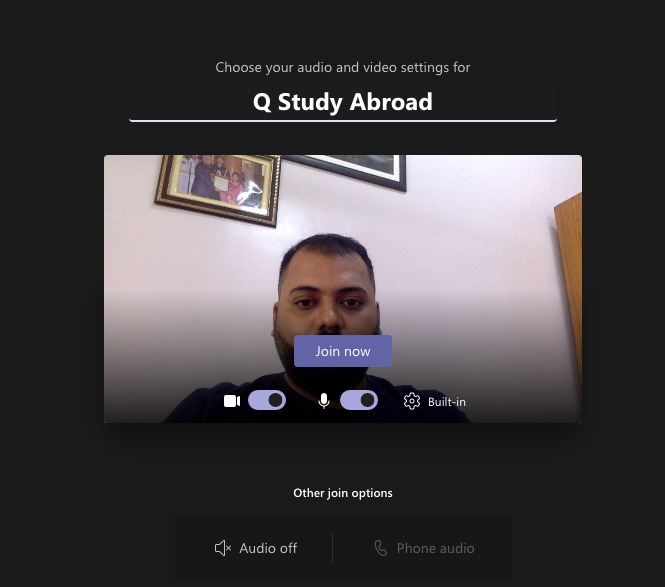 Choose your audio and video settings for
Q Study Abroad
Join now
Built-in
Other join options
Audio off
Phone audio